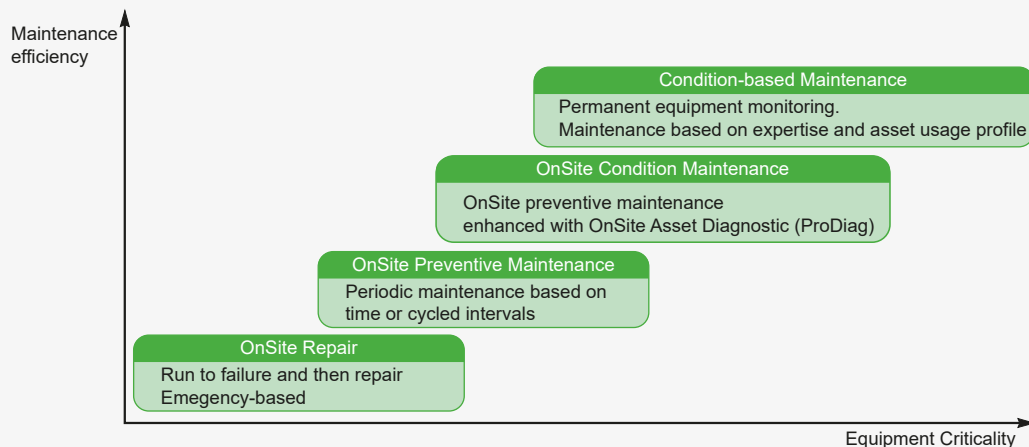 Maintenance
efficiency
Condition-based Maintenance
Permanent equipment monitoring.
Maintenance based on expertise and asset usage profile
OnSite Condition Maintenance
OnSite preventive maintenance
enhanced with OnSite Asset Diagnostic (ProDiag)
OnSite Preventive Maintenance
Periodic maintenance based on
time or cycled intervals
OnSite Repair
Run to failure and then repair
Emegency-based
Equipment Criticality